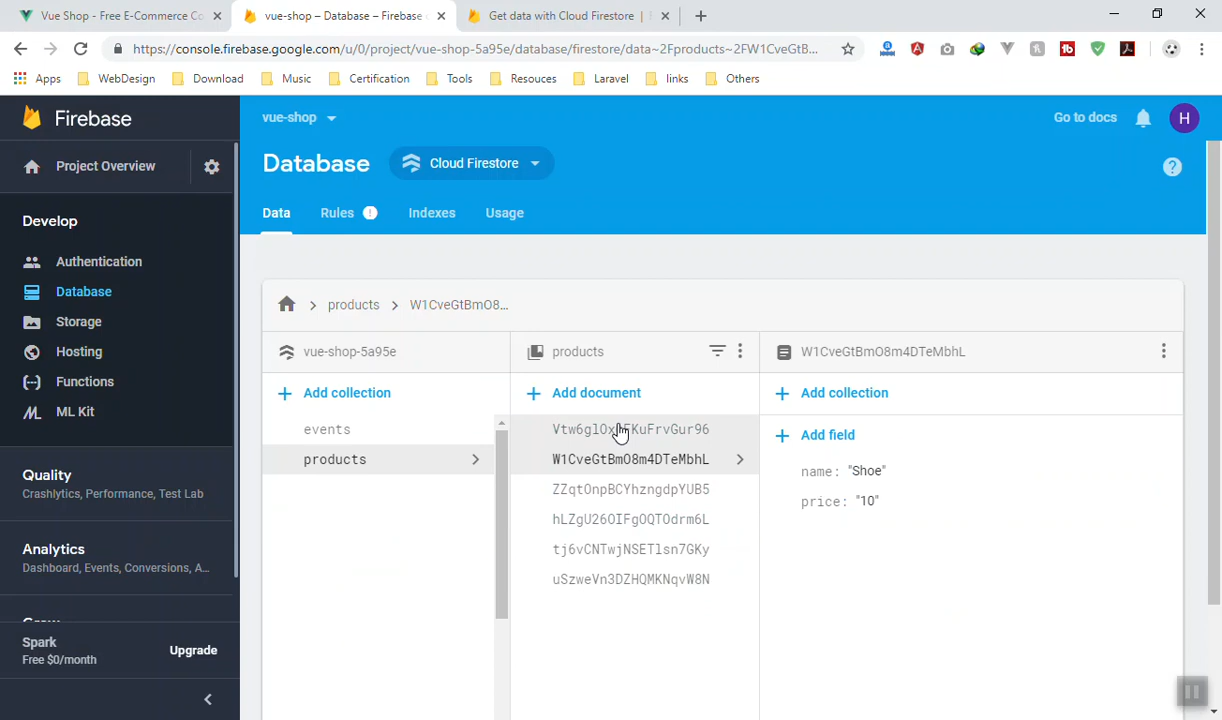 Vue Shop - Free E-Commerce Co
vue-shop – Database – Firebase
Get data with Cloud Firestore |
https://console.firebase.google.com/u/0/project/vue-shop-5a95e/database/firestore/data~2Fproducts~2FW1CveGtB...
Apps
WebDesign
Download
Music
Certification
Tools
Resouces
Laravel
links
Others
Firebase
vue-shop
Go to docs
H
Project Overview
Database
Cloud Firestore
Data
Rules
Indexes
Usage
Develop
Authentication
Database
Storage
Hosting
Functions
ML Kit
Quality
Crashlytics, Performance, Test Lab
Analytics
Dashboard, Events, Conversions, A...
Spark
Free $0/month
Upgrade
products
W1CveGtBmO8...
vue-shop-5a95e
Add collection
events
products
products
Add document
W1CveGtBmO8m4DTeMbhL
ZZqtOnpBCYhzngdpYUB5
hLZgU26OIFgOQTOdrm6L
tj6vCNTwjNSETlsn7GKy
uSzweVn3DZHQMKNqvW8N
W1CveGtBmO8m4DTeMbhL
Add collection
Add field
name: "Shoe"
price: "10"